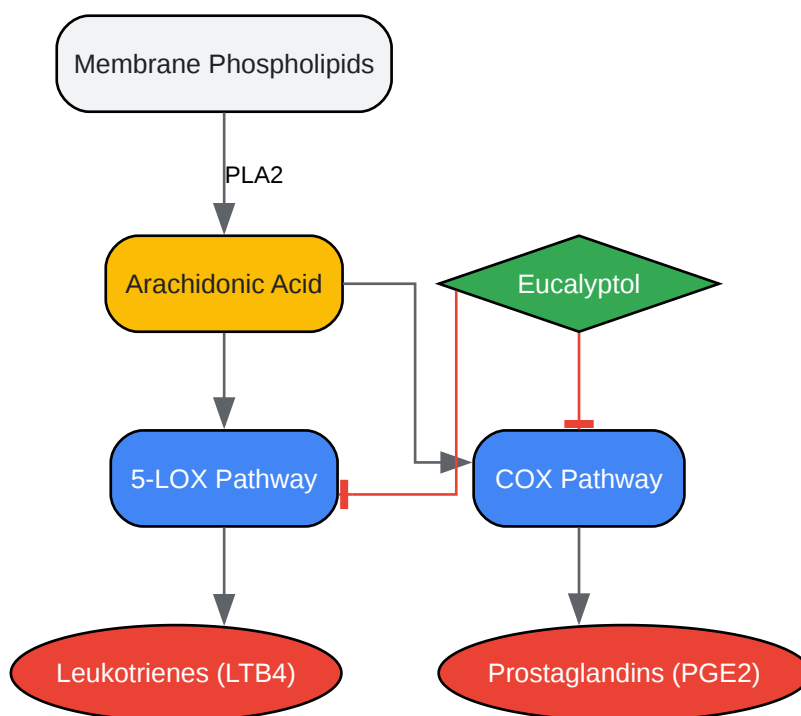 Membrane Phospholipids
PLA2
Arachidonic Acid
Eucalyptol
5-LOX Pathway
COX Pathway
Leukotrienes (LTB4)
Prostaglandins (PGE2)